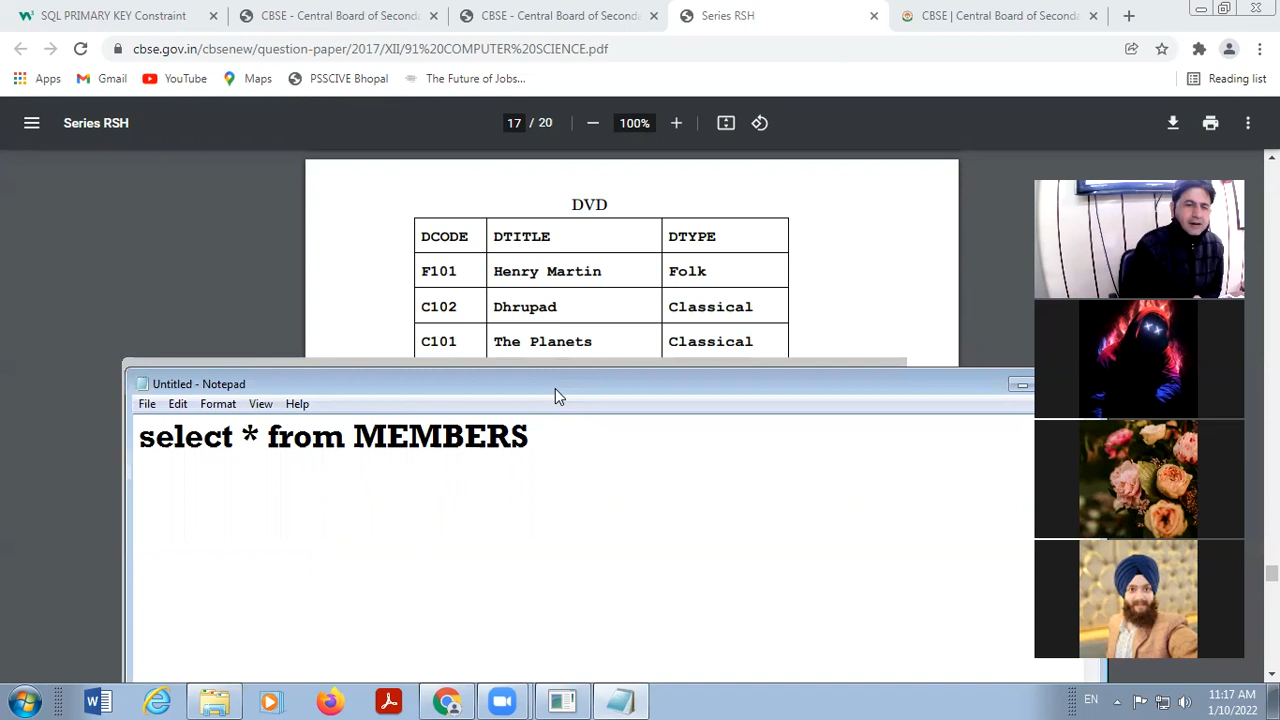 SQL PRIMARY KEY Constraint
CBSE - Central Board of Seconda
CBSE - Central Board of Seconda
Series RSH
CBSE | Central Board of Seconda
cbse.gov.in/cbsenew/question-paper/2017/XII/91%20COMPUTER%20SCIENCE.pdf
Apps Gmail YouTube Maps PSSCIVE Bhopal The Future of Jobs... Reading list
Series RSH 17 / 20 100%
DVD
DCODE DTITLE DTYPE
F101 Henry Martin Folk
C102 Dhrupad Classical
C101 The Planets Classical
Untitled - Notepad
File Edit Format View Help
select * from MEMBERS
EN
11:17 AM
1/10/2022